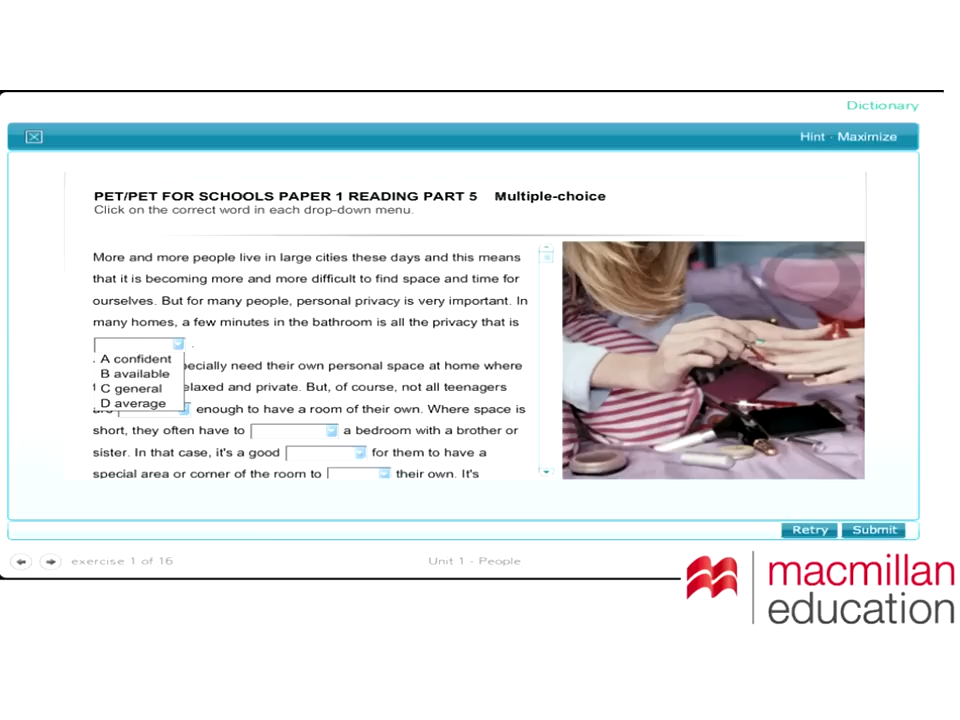 Dictionary
Hint - Maximize
PET/PET FOR SCHOOLS PAPER 1 READING PART 5 Multiple-choice
Click on the correct word in each drop-down menu.
More and more people live in large cities these days and this means
that it is becoming more and more difficult to find space and time for
ourselves. But for many people, personal privacy is very important. In
many homes, a few minutes in the bathroom is all the privacy that is
.
A confident
B available
C general
D average
pecially need their own personal space at home where
elaxed and private. But, of course, not all teenagers
enough to have a room of their own. Where space is
short, they often have to a bedroom with a brother or
sister. In that case, it's a good for them to have a
special area or corner of the room to their own. It's
Retry Submit
exercise 1 of 16 Unit 1 - People
macmillan
education